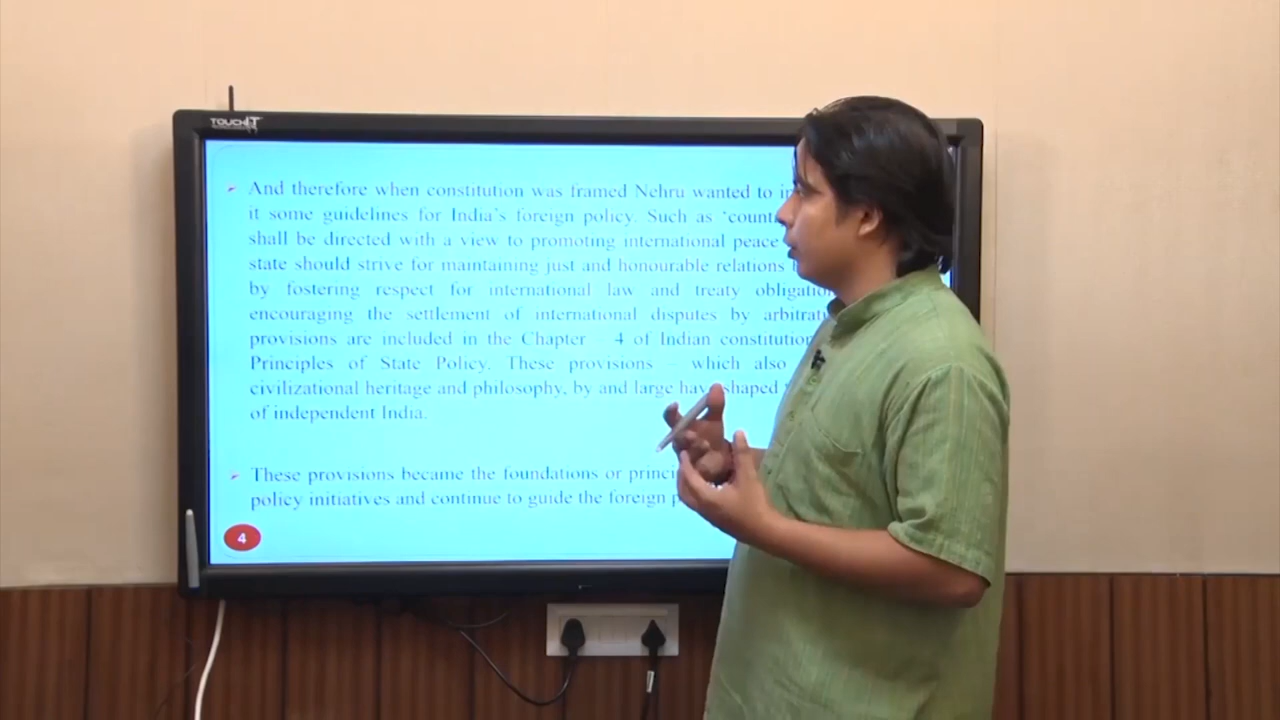 TOUCHIT
And therefore when constitution was framed Nehru wanted to
it some guidelines for India's foreign policy. Such as
shall be directed with a view to promoting international peace
state should strive for maintaining just and honourable relations
by fostering respect for international law and treaty
encouraging the settlement of international disputes by
provisions are included in the Chapter – 4 of Indian constitution
Principles of State Policy. These provisions – which also
civilizational heritage and philosophy, by and large have shaped
of independent India.
These provisions became the foundations or
policy initiatives and continue to guide the foreign
4